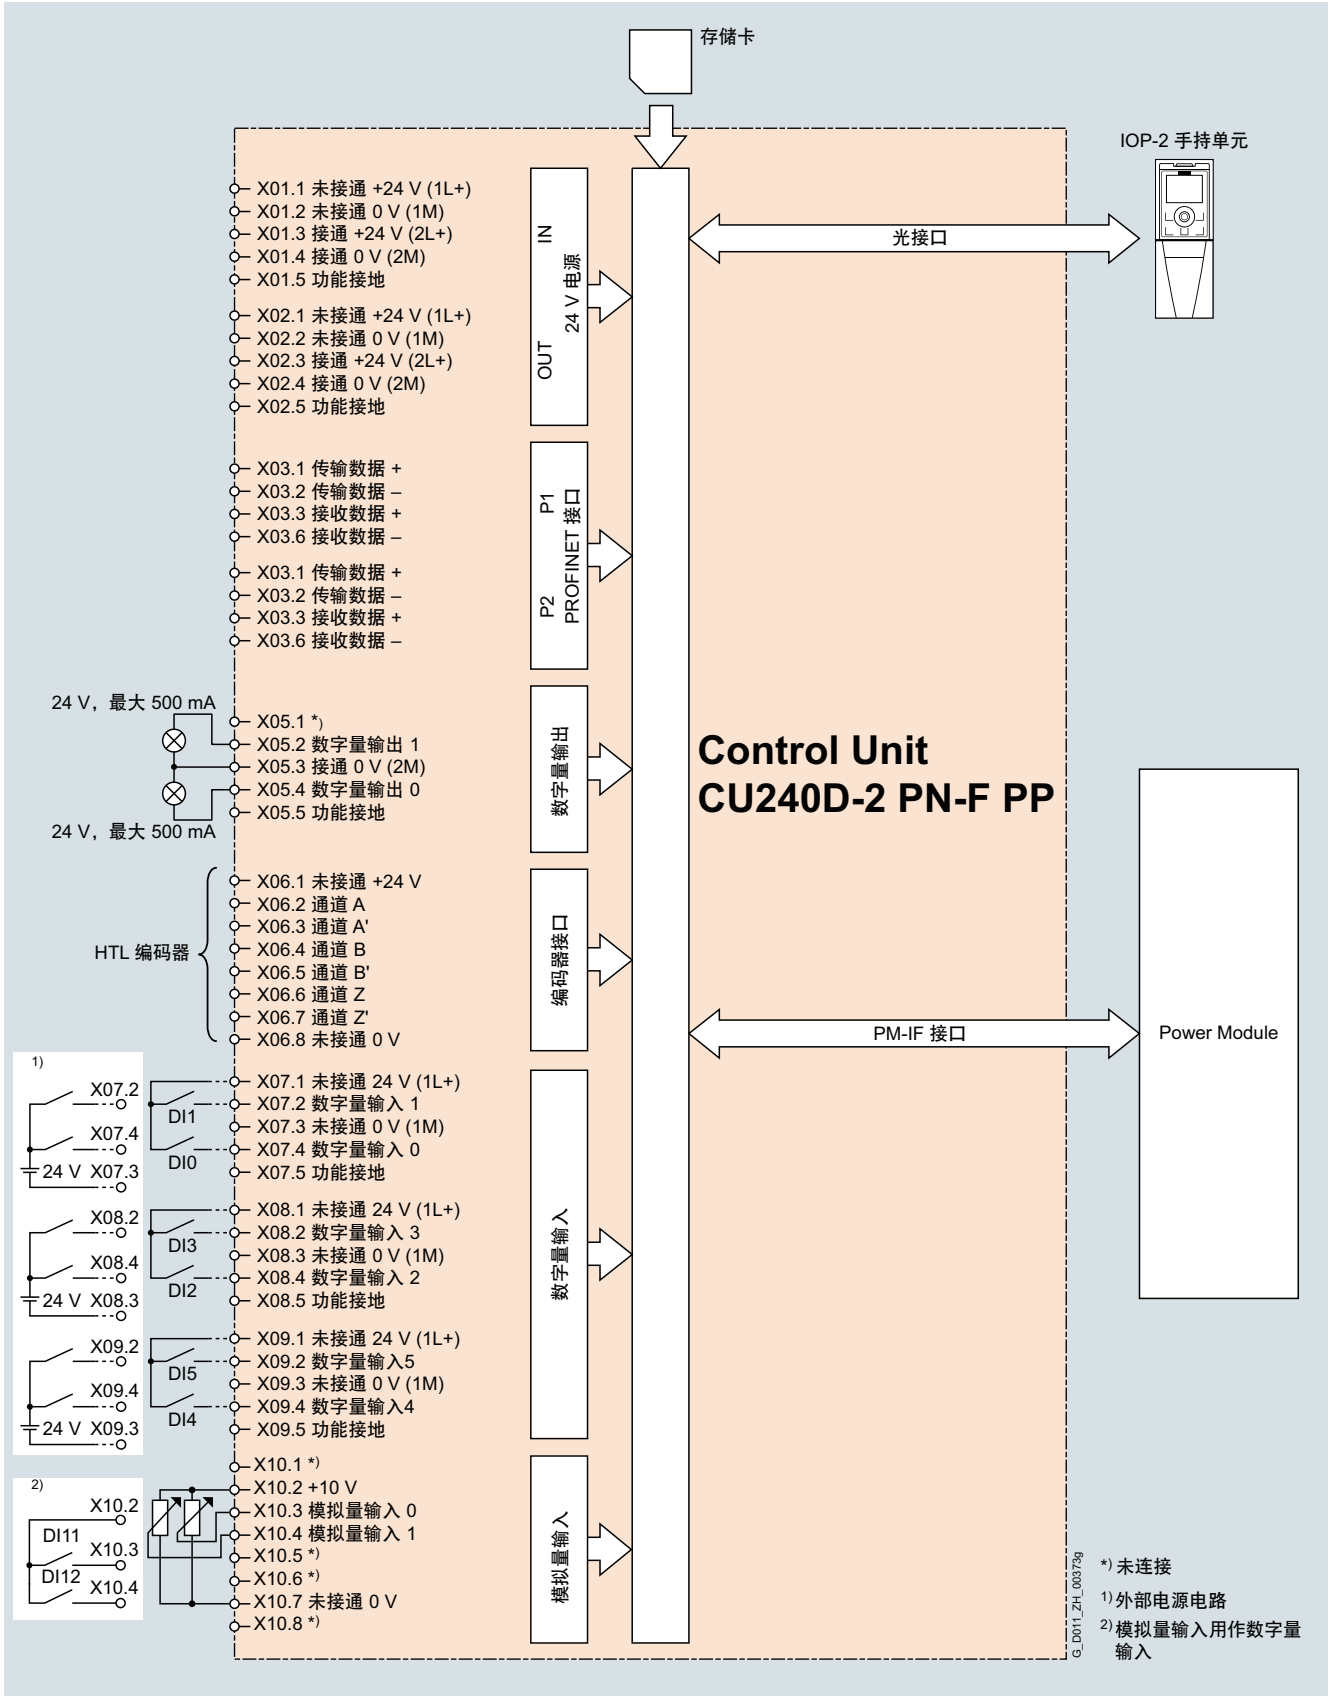 存储卡
IOP-2 手持单元
X01.1 未接通 +24 V (1L+)
X01.2 未接通 0 V (1M)
X01.3 接通 +24 V (2L+)
X01.4 接通 0 V (2M)
X01.5 功能接地
X02.1 未接通 +24 V (1L+)
X02.2 未接通 0 V (1M)
X02.3 接通 +24 V (2L+)
X02.4 接通 0 V (2M)
X02.5 功能接地
IN
OUT
24 V 电源
光接口
X03.1 传输数据 +
X03.2 传输数据 –
X03.3 接收数据 +
X03.6 接收数据 –
X03.1 传输数据 +
X03.2 传输数据 –
X03.3 接收数据 +
X03.6 接收数据 –
P1
P2
PROFINET 接口
24 V，最大 500 mA
X05.1 *)
X05.2 数字量输出 1
X05.3 接通 0 V (2M)
X05.4 数字量输出 0
X05.5 功能接地
24 V，最大 500 mA
数字量输出
Control Unit
CU240D-2 PN-F PP
HTL 编码器
X06.1 未接通 +24 V
X06.2 通道 A
X06.3 通道 A'
X06.4 通道 B
X06.5 通道 B'
X06.6 通道 Z
X06.7 通道 Z'
X06.8 未接通 0 V
编码器接口
PM-IF 接口
Power Module
1)
X07.2
X07.4
24 V X07.3
DI1
DI0
X07.1 未接通 24 V (1L+)
X07.2 数字量输入 1
X07.3 未接通 0 V (1M)
X07.4 数字量输入 0
X07.5 功能接地
X08.2
X08.4
24 V X08.3
DI3
DI2
X08.1 未接通 24 V (1L+)
X08.2 数字量输入 3
X08.3 未接通 0 V (1M)
X08.4 数字量输入 2
X08.5 功能接地
数字量输入
X09.2
X09.4
24 V X09.3
DI5
DI4
X09.1 未接通 24 V (1L+)
X09.2 数字量输入5
X09.3 未接通 0 V (1M)
X09.4 数字量输入4
X09.5 功能接地
2)
X10.2
DI11
X10.3
DI12
X10.4
X10.1 *)
X10.2 +10 V
X10.3 模拟量输入 0
X10.4 模拟量输入 1
X10.5 *)
X10.6 *)
X10.7 未接通 0 V
X10.8 *)
模拟量输入
G_D011_ZH_00373g
*) 未连接
1) 外部电源电路
2) 模拟量输入用作数字量
输入